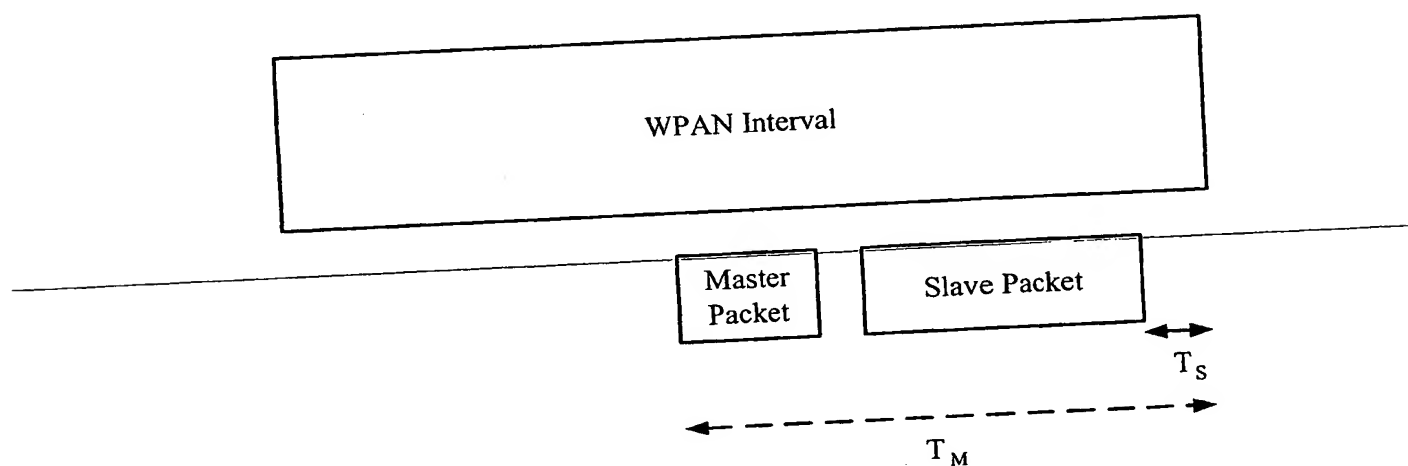 WPAN Interval
Master
Packet
Slave Packet
T_S
T_M